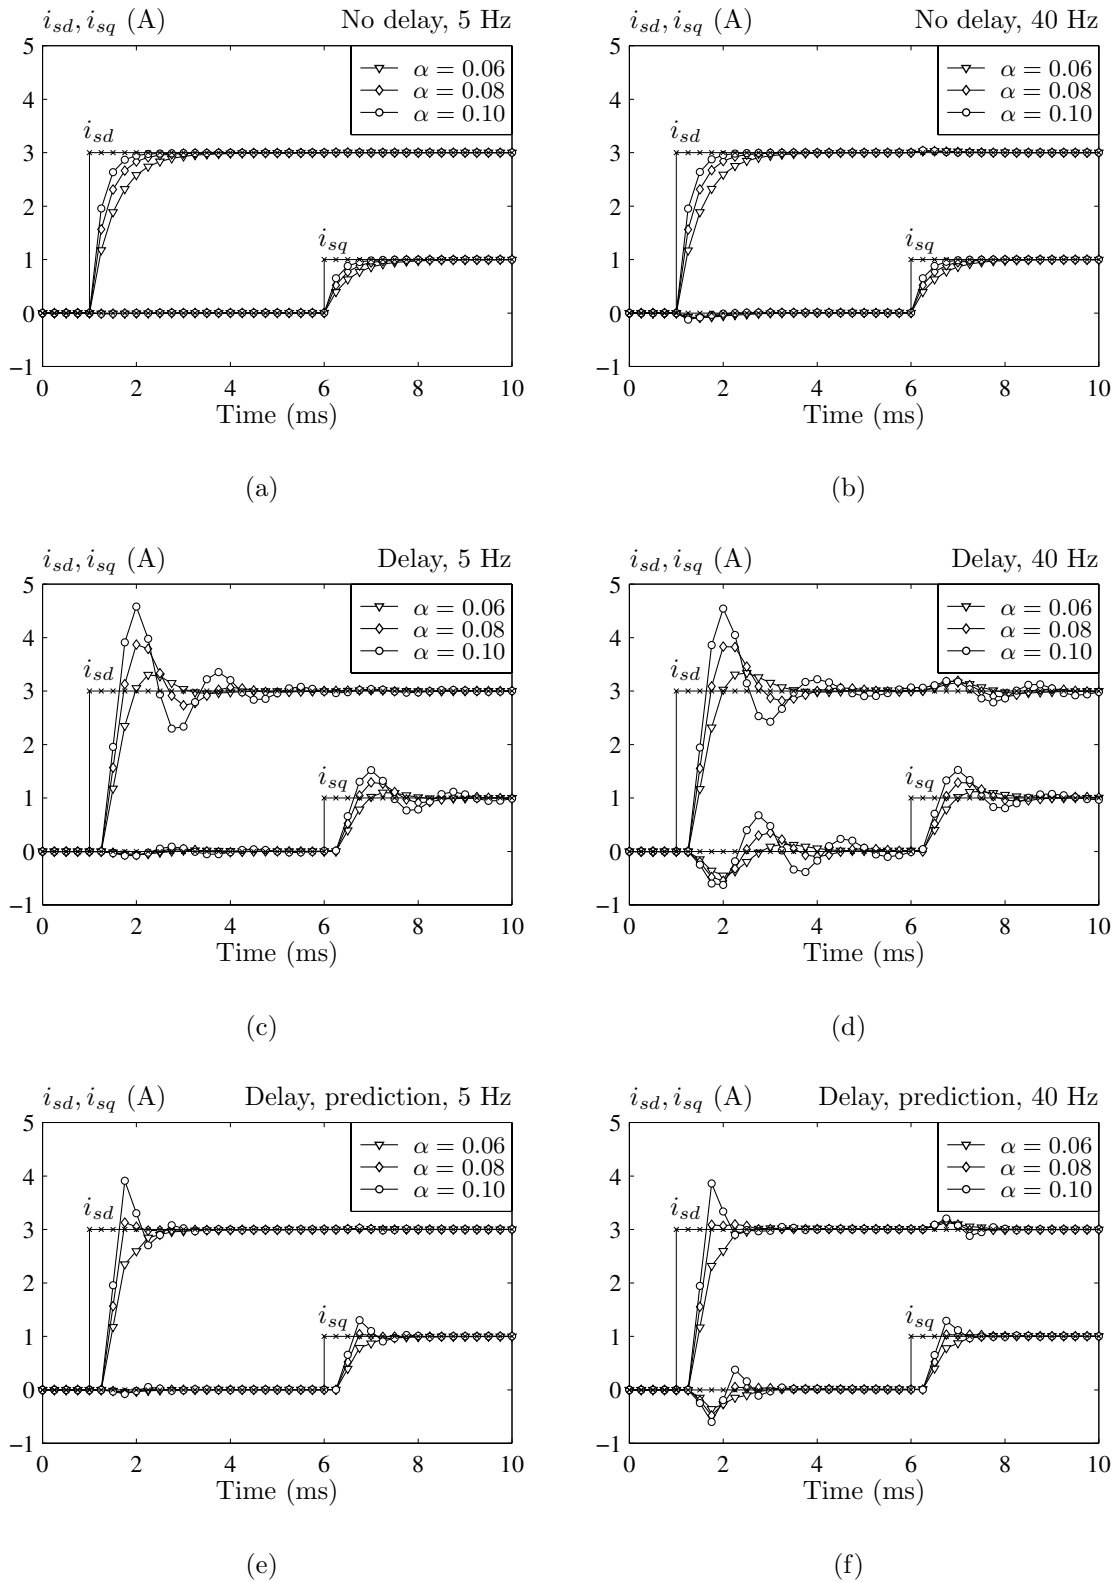 i_sd, i_sq (A) No delay, 5 Hz
5
α = 0.06
4
α = 0.08
α = 0.10
i_sd
3
2
i_sq
1
0
−1
0 2 4 6 8 10
Time (ms)
(a)
i_sd, i_sq (A) No delay, 40 Hz
5
α = 0.06
4
α = 0.08
α = 0.10
i_sd
3
2
i_sq
1
0
−1
0 2 4 6 8 10
Time (ms)
(b)
i_sd, i_sq (A) Delay, 5 Hz
5
α = 0.06
4
α = 0.08
α = 0.10
i_sd
3
2
i_sq
1
0
−1
0 2 4 6 8 10
Time (ms)
(c)
i_sd, i_sq (A) Delay, 40 Hz
5
α = 0.06
4
α = 0.08
α = 0.10
i_sd
3
2
i_sq
1
0
−1
0 2 4 6 8 10
Time (ms)
(d)
i_sd, i_sq (A) Delay, prediction, 5 Hz
5
α = 0.06
4
α = 0.08
α = 0.10
i_sd
3
2
i_sq
1
0
−1
0 2 4 6 8 10
Time (ms)
(e)
i_sd, i_sq (A) Delay, prediction, 40 Hz
5
α = 0.06
4
α = 0.08
α = 0.10
i_sd
3
2
i_sq
1
0
−1
0 2 4 6 8 10
Time (ms)
(f)